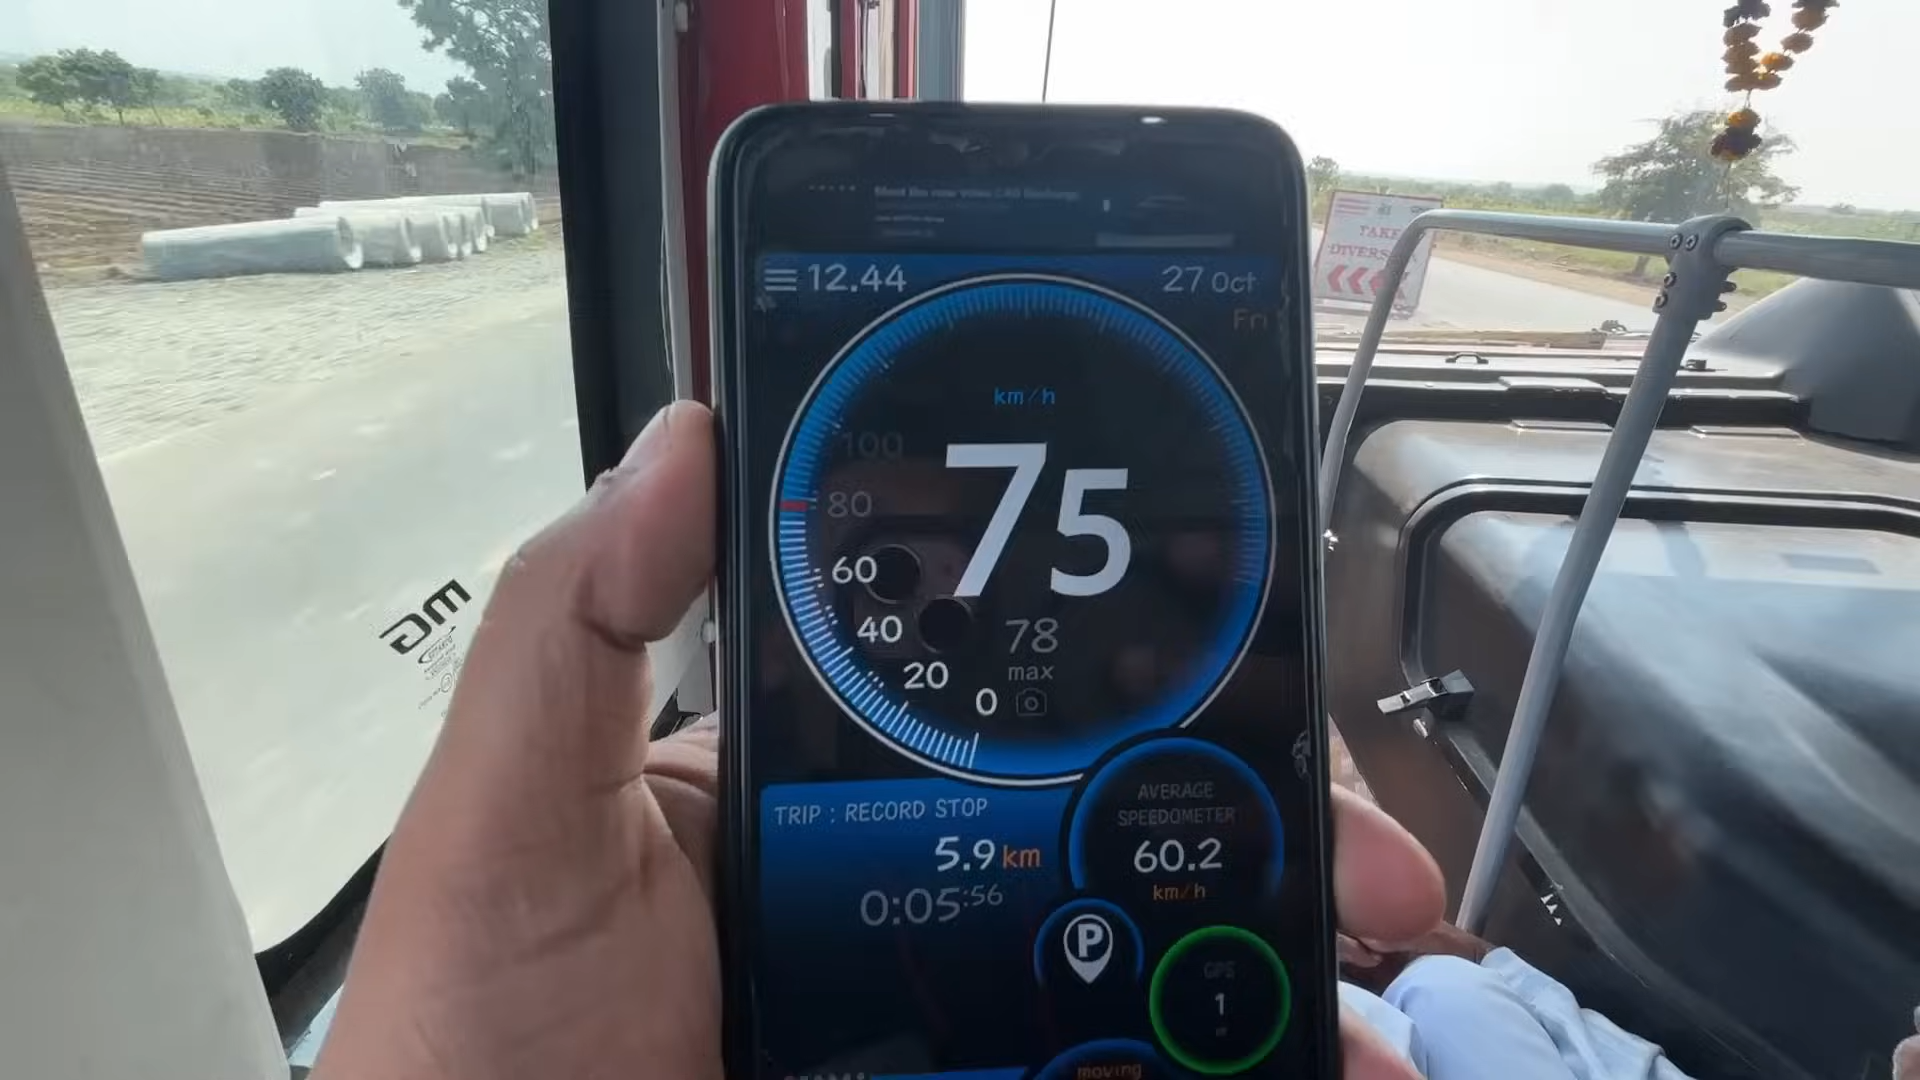 12.44
27 Oct
Fri
km/h
75
100
80
60
40
20
0
78
max
TRIP : RECORD STOP
5.9 km
0:05:56
AVERAGE
SPEEDOMETER
60.2
km/h
P
GPS
1
moving
TAKE
MG